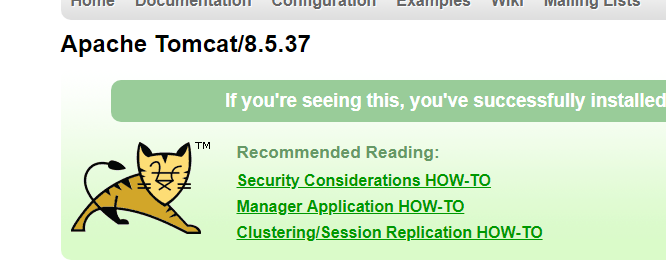 Home Documentation Configuration Examples Wiki Mailing Lists
Apache Tomcat/8.5.37
If you're seeing this, you've successfully installed
TM
Recommended Reading:
Security Considerations HOW-TO
Manager Application HOW-TO
Clustering/Session Replication HOW-TO